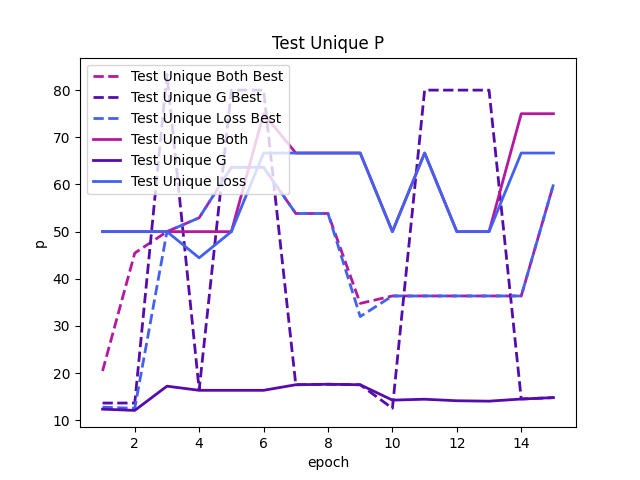 Test Unique P
Test Unique Both Best
Test Unique G Best
Test Unique Loss Best
Test Unique Both
Test Unique G
Test Unique Loss
80
70
60
50
40
30
20
10
p
2 4 6 8 10 12 14
epoch